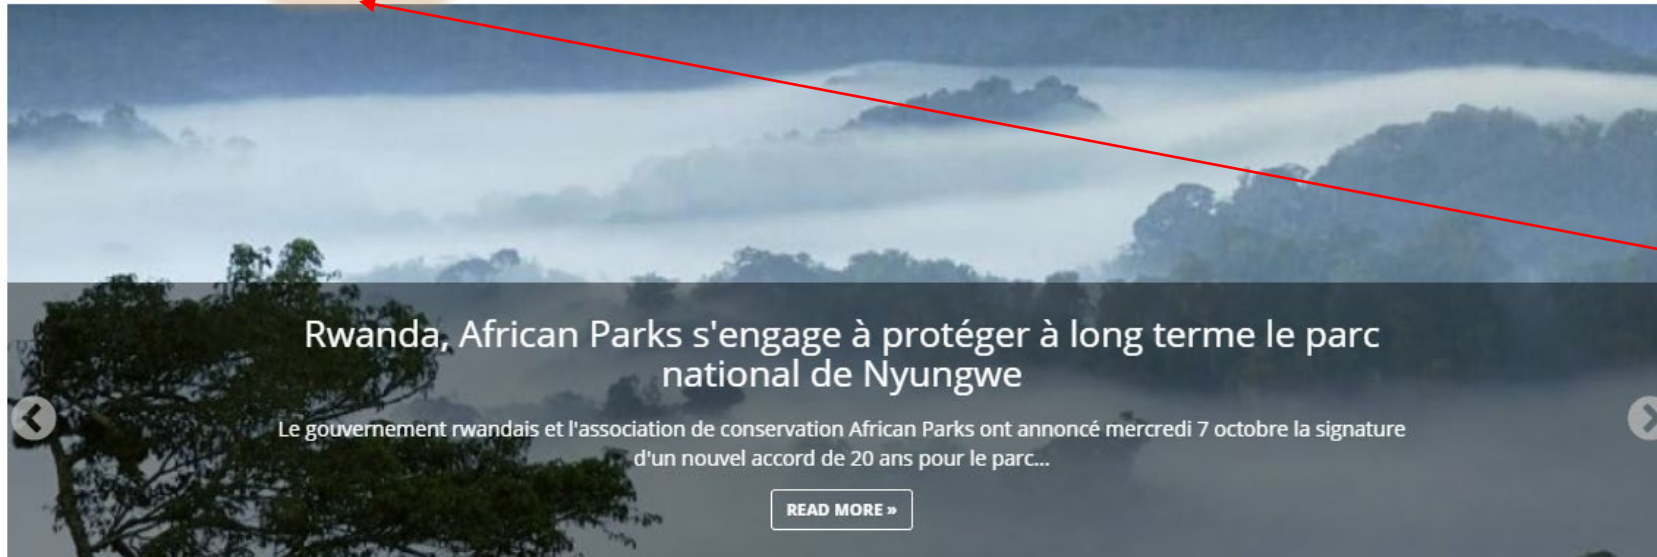 Rwanda, African Parks s'engage à protéger à long terme le parc
national de Nyungwe
Le gouvernement rwandais et l'association de conservation African Parks ont annoncé mercredi 7 octobre la signature
d'un nouvel accord de 20 ans pour le parc...
READ MORE »